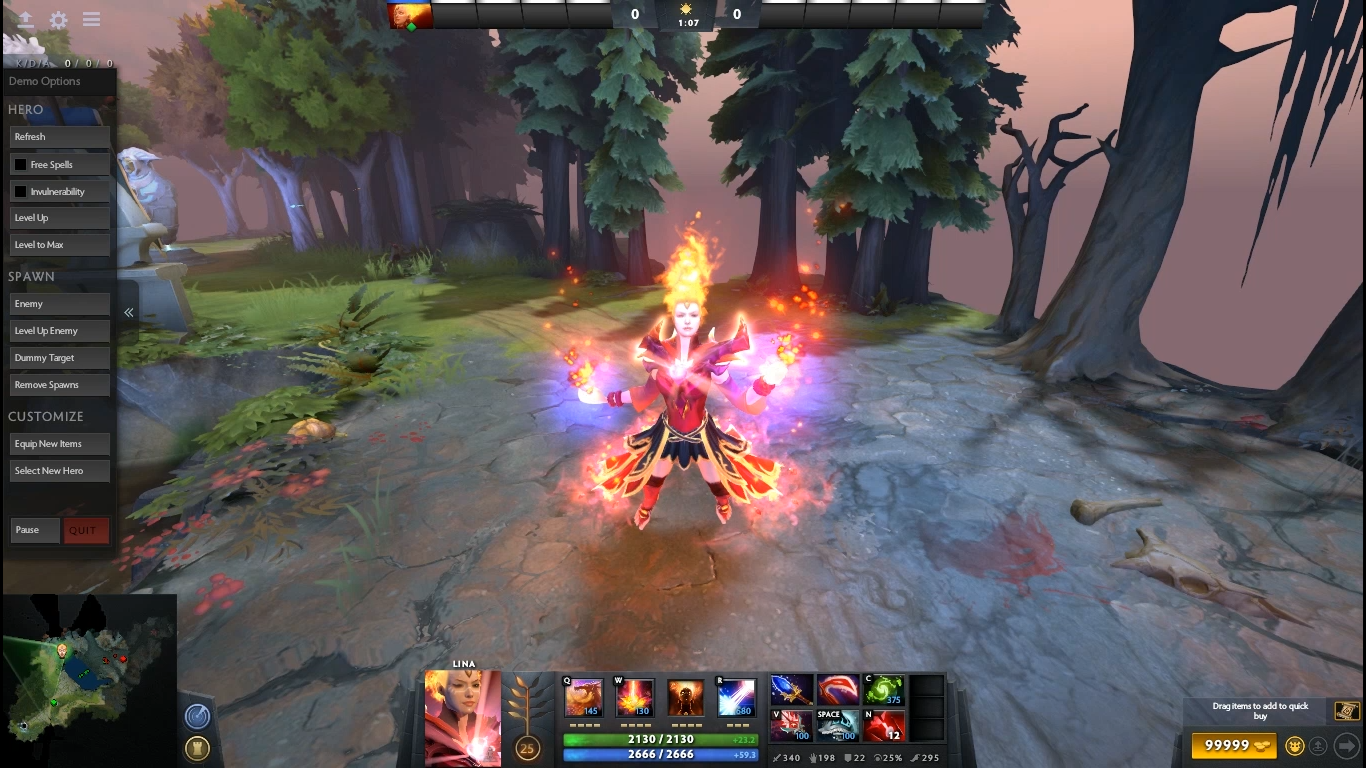 0 1:07 0
K/D/A 0 / 0 / 0
Demo Options
HERO
Refresh
Free Spells
Invulnerability
Level Up
Level to Max
SPAWN
Enemy
Level Up Enemy
Dummy Target
Remove Spawns
CUSTOMIZE
Equip New Items
Select New Hero
Pause QUIT
LINA
25
Q 145
W 130
R 680
2130 / 2130 +23.2
2666 / 2666 +59.3
C 375
V 100
SPACE 100
N 12
340 198 22 25% 295
Drag items to add to quick
buy
99999